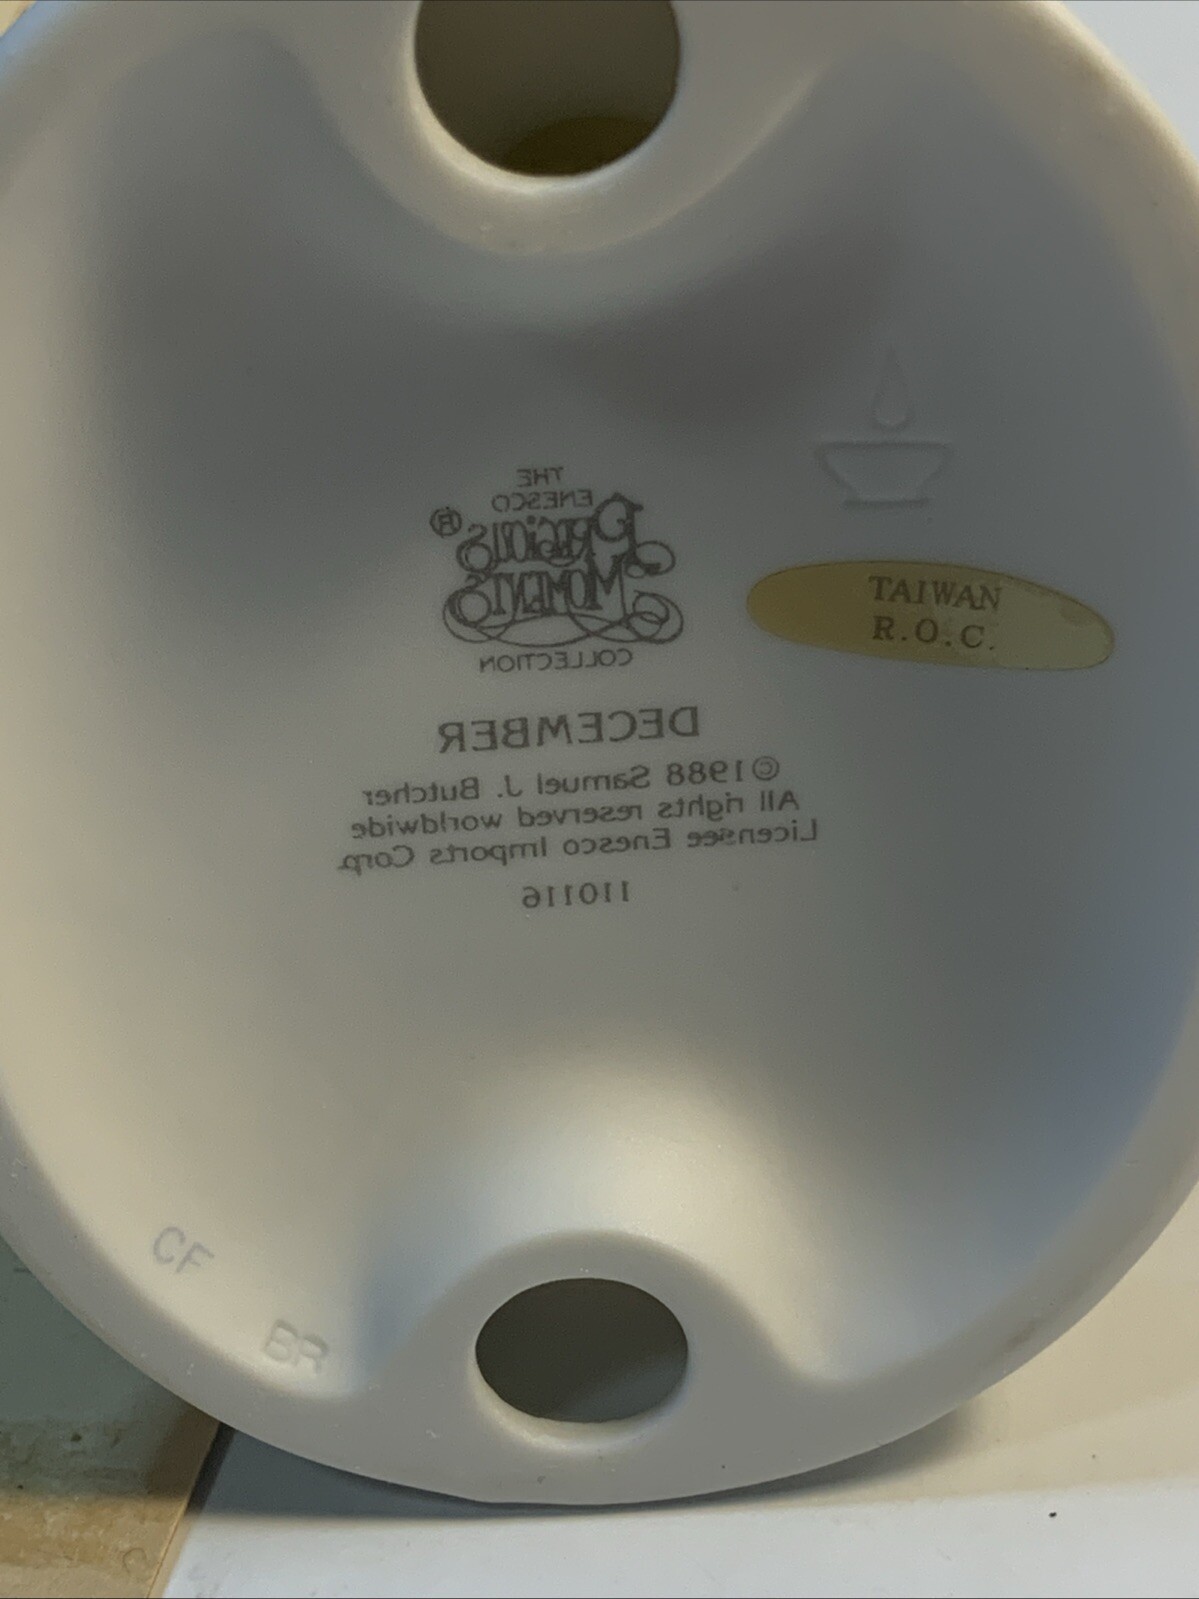 THE
ENESCO
Precious
MOMENTS ®
COLLECTION
TAIWAN
R.O.C.
DECEMBER
©1988 Samuel J. Butcher
All rights reserved worldwide
Licensee Enesco Imports Corp.
110116
CF
BR